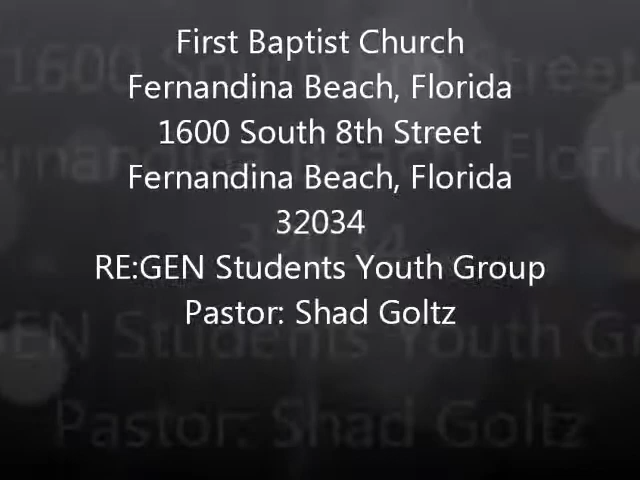 First Baptist Church
Fernandina Beach, Florida
1600 South 8th Street
Fernandina Beach, Florida
32034
RE:GEN Students Youth Group
Pastor: Shad Goltz